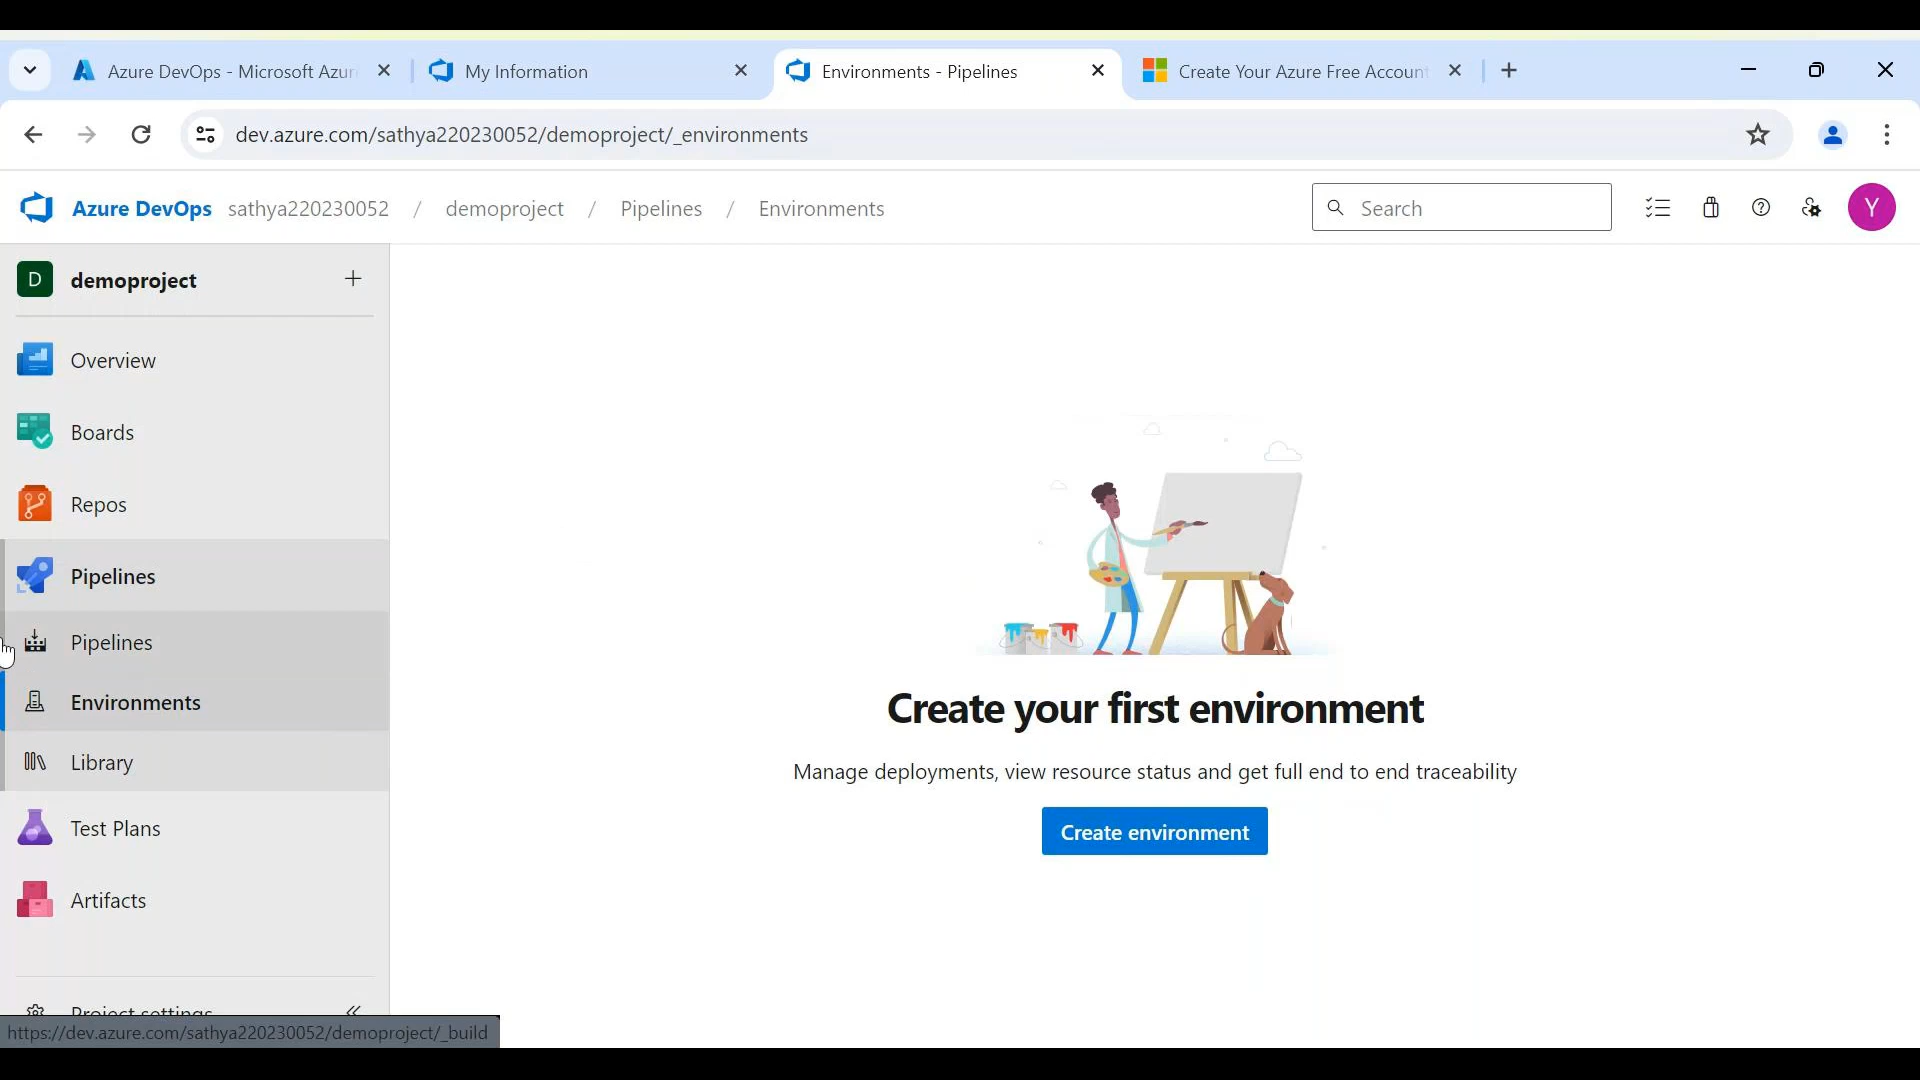 Azure DevOps - Microsoft Azur
My Information
Environments - Pipelines
Create Your Azure Free Accoun
dev.azure.com/sathya220230052/demoproject/_environments
Azure DevOps sathya220230052 / demoproject / Pipelines / Environments
Search
Y
D demoproject
Overview
Boards
Repos
Pipelines
Pipelines
Environments
Library
Test Plans
Artifacts
Project settings
https://dev.azure.com/sathya220230052/demoproject/_build
Create your first environment
Manage deployments, view resource status and get full end to end traceability
Create environment